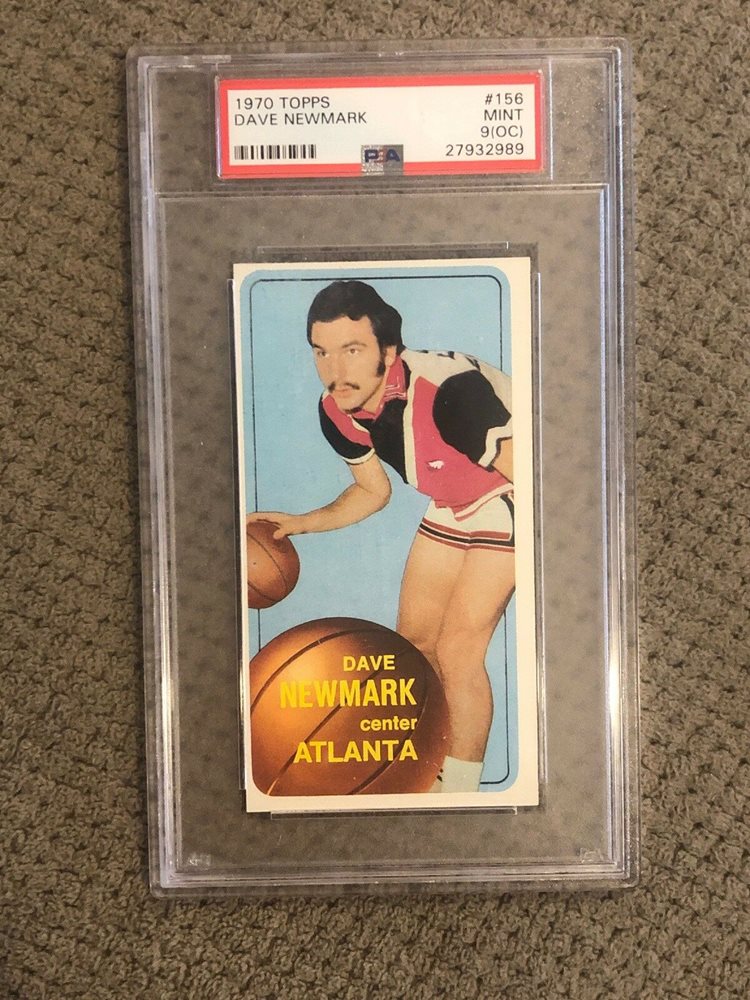 1970 TOPPS #156
DAVE NEWMARK MINT
9(OC)
PSA 27932989
DAVE
NEWMARK
center
ATLANTA